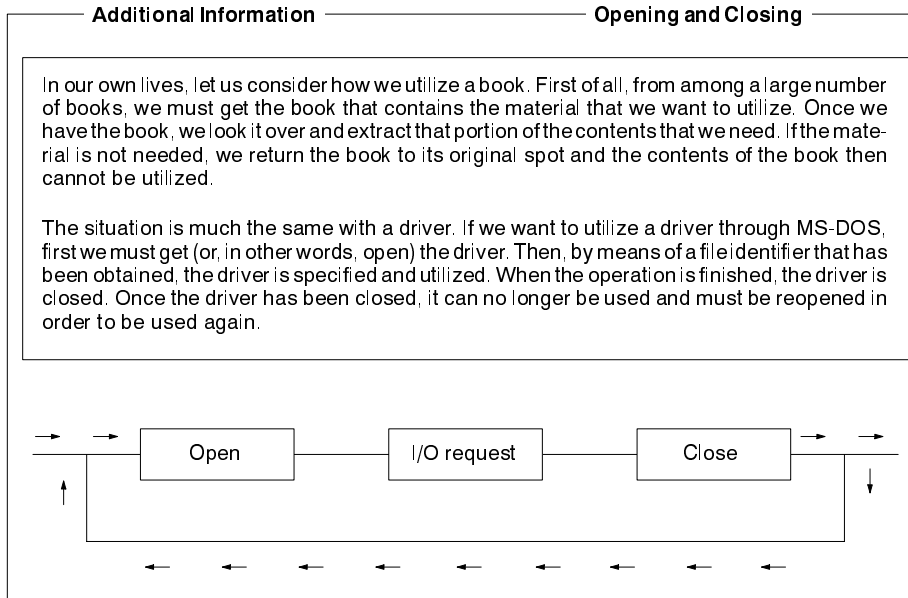 Additional Information Opening and Closing
In our own lives, let us consider how we utilize a book. First of all, from among a large number
of books, we must get the book that contains the material that we want to utilize. Once we
have the book, we look it over and extract that portion of the contents that we need. If the mate-
rial is not needed, we return the book to its original spot and the contents of the book then
cannot be utilized.
The situation is much the same with a driver. If we want to utilize a driver through MS-DOS,
first we must get (or, in other words, open) the driver. Then, by means of a file identifier that has
been obtained, the driver is specified and utilized. When the operation is finished, the driver is
closed. Once the driver has been closed, it can no longer be used and must be reopened in
order to be used again.
Open I/O request Close